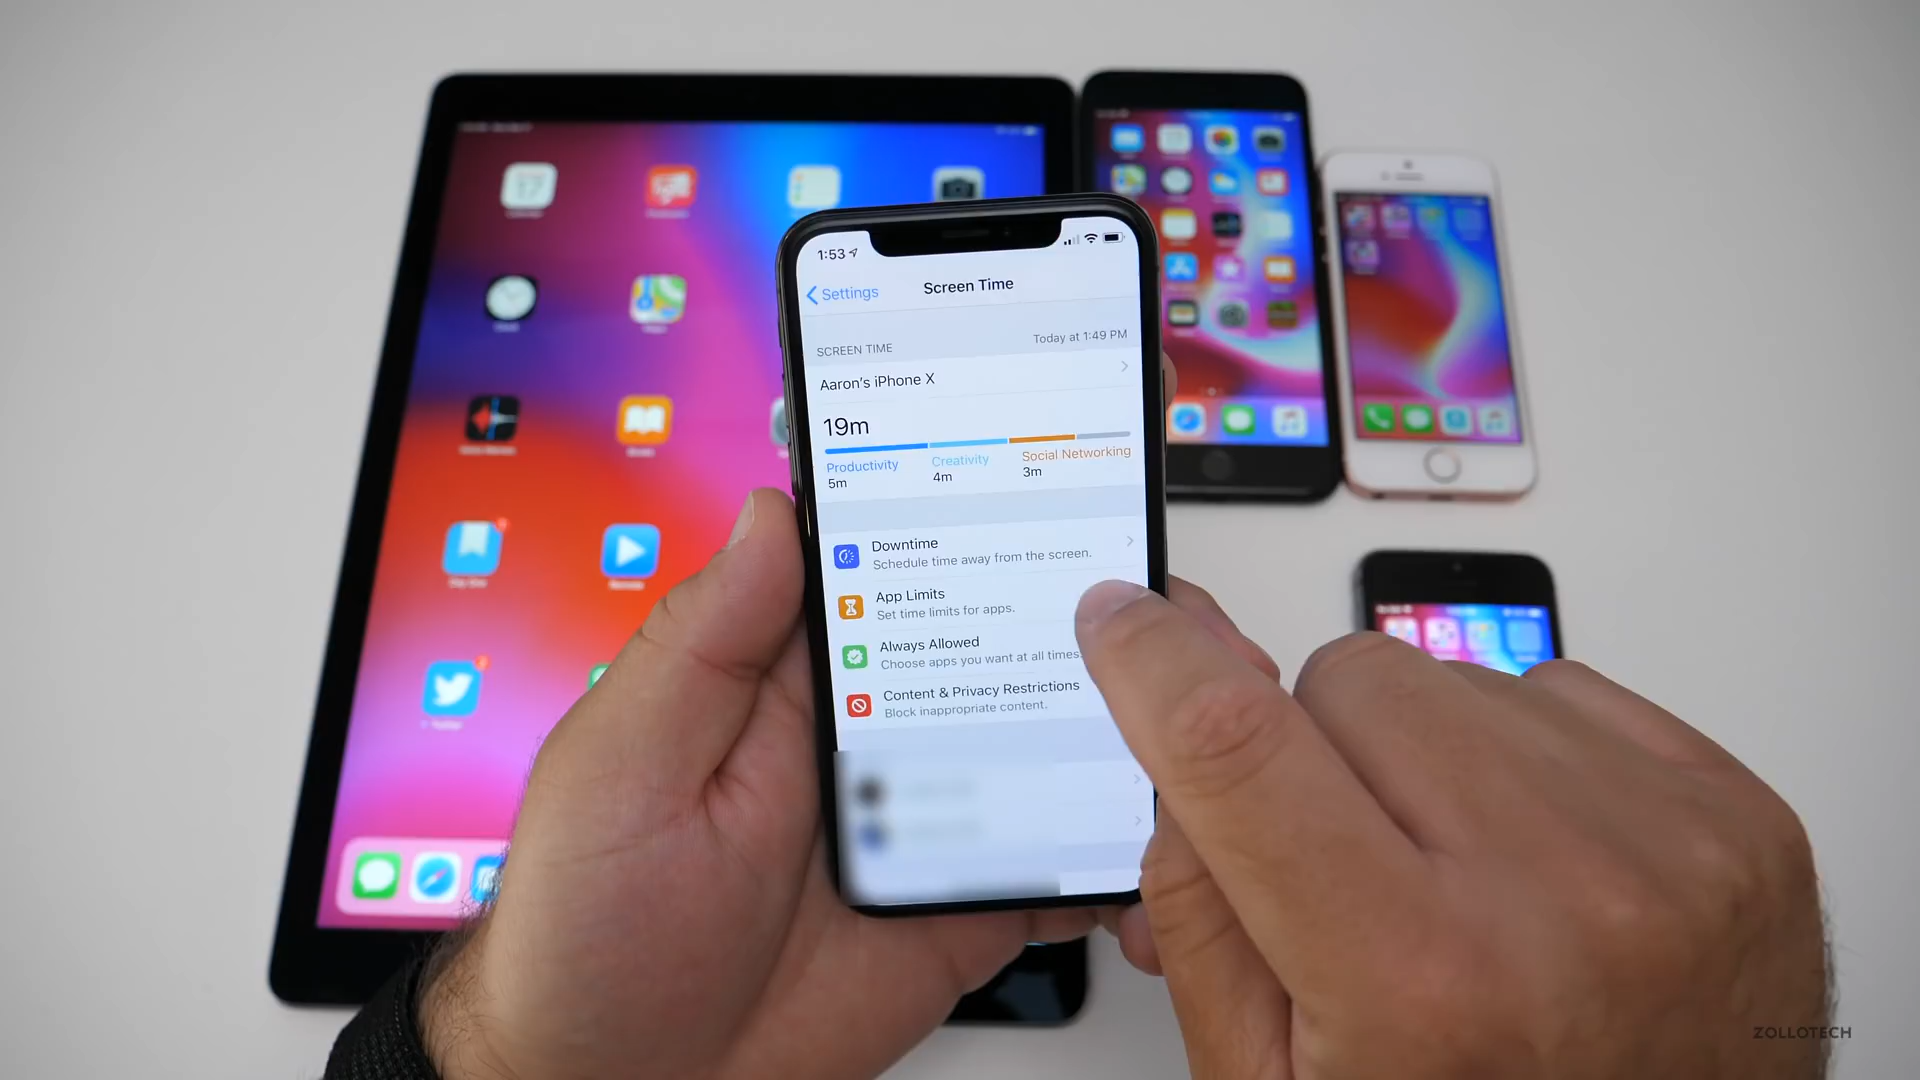 1:53
Settings
Screen Time
SCREEN TIME
Today at 1:49 PM
Aaron's iPhone X
19m
Productivity
Creativity
Social Networking
5m
4m
3m
Downtime
Schedule time away from the screen.
App Limits
Set time limits for apps.
Always Allowed
Choose apps you want at all times.
Content & Privacy Restrictions
Block inappropriate content.
17
ZOLLOTECH